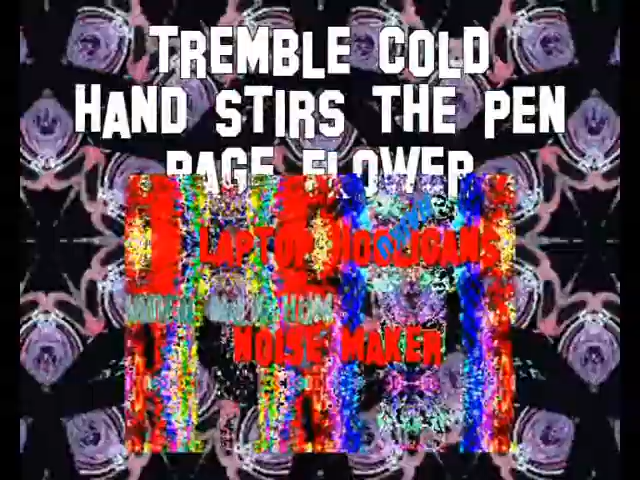 TREMBLE COLD
HAND STIRS THE PEN
PAGE FLOWER
LAPTOP HOOLIGANS
NOISE MAKER